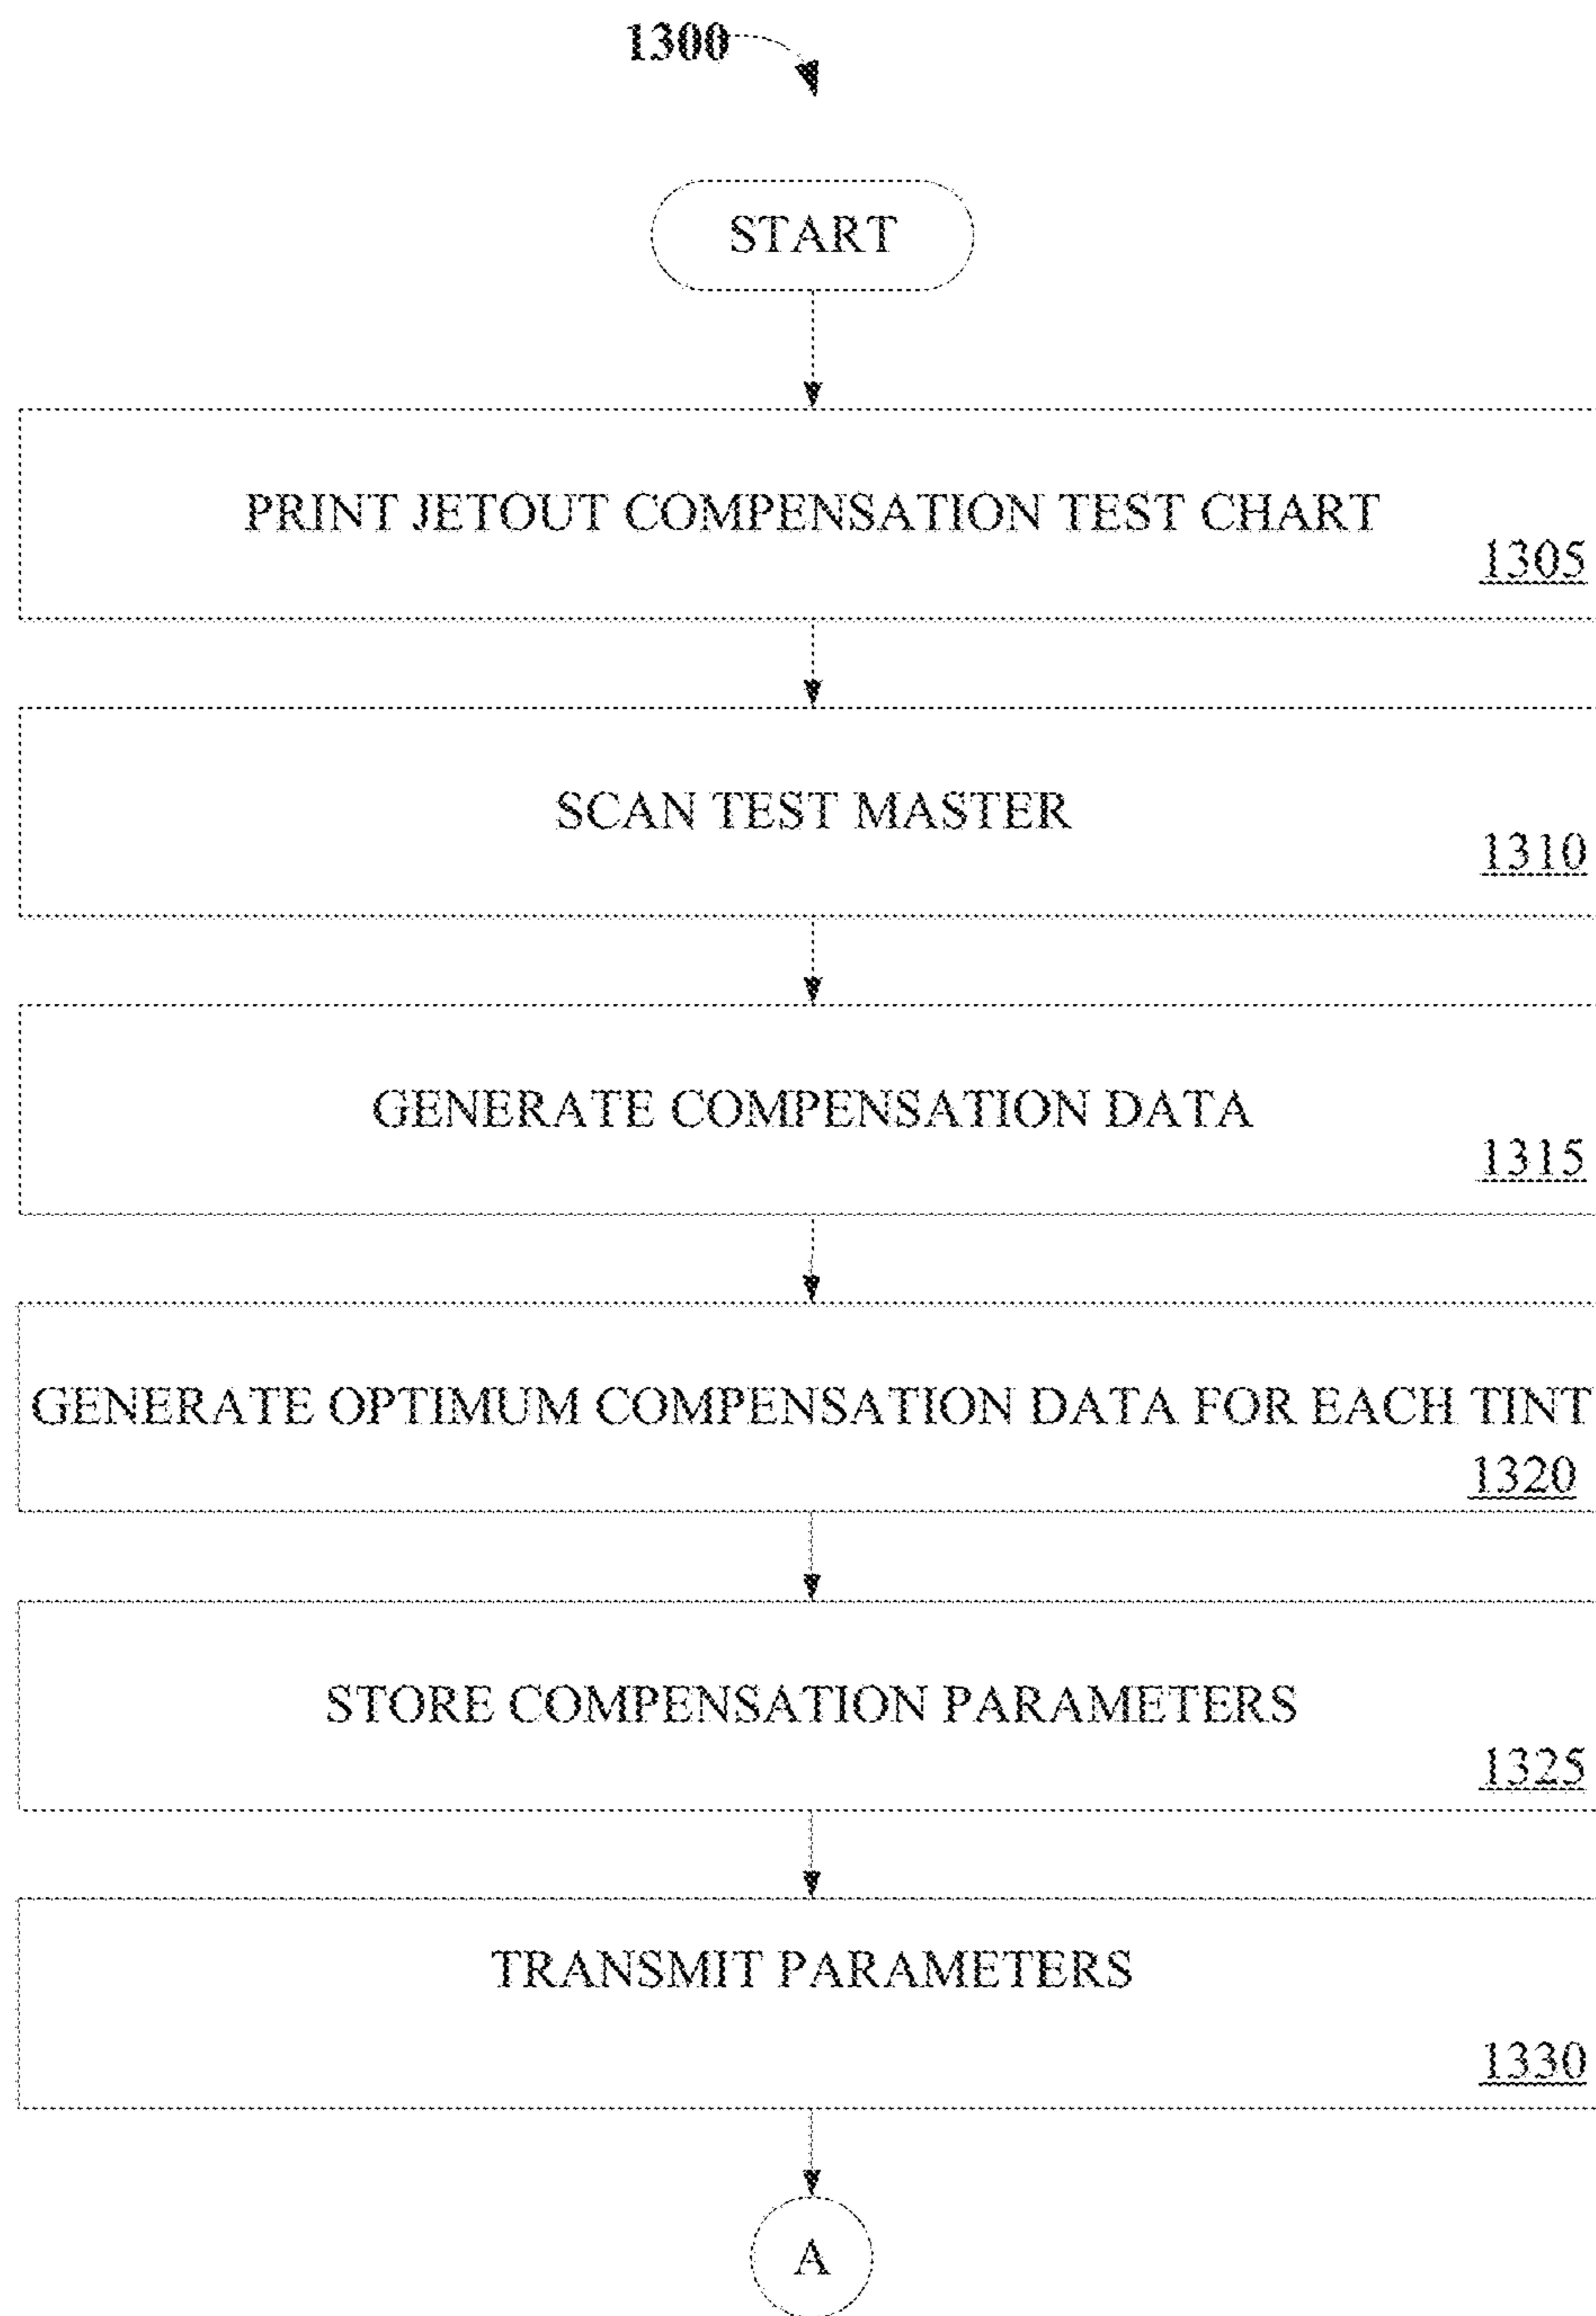 1300
START
PRINT JETOUT COMPENSATION TEST CHART
1305
SCAN TEST MASTER
1310
GENERATE COMPENSATION DATA
1315
GENERATE OPTIMUM COMPENSATION DATA FOR EACH TINT
1320
STORE COMPENSATION PARAMETERS
1325
TRANSMIT PARAMETERS
1330
A